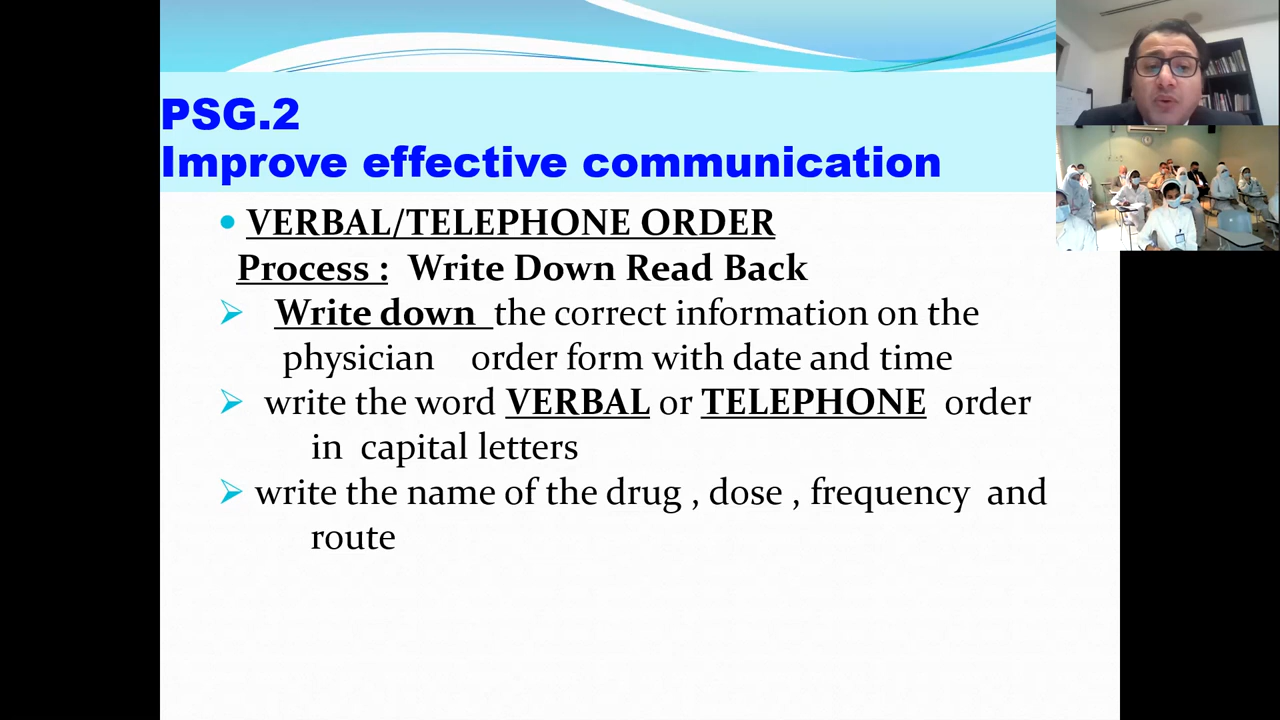 PSG.2
Improve effective communication
VERBAL/TELEPHONE ORDER
Process : Write Down Read Back
Write down the correct information on the
physician order form with date and time
write the word VERBAL or TELEPHONE order
in capital letters
write the name of the drug , dose , frequency and
route